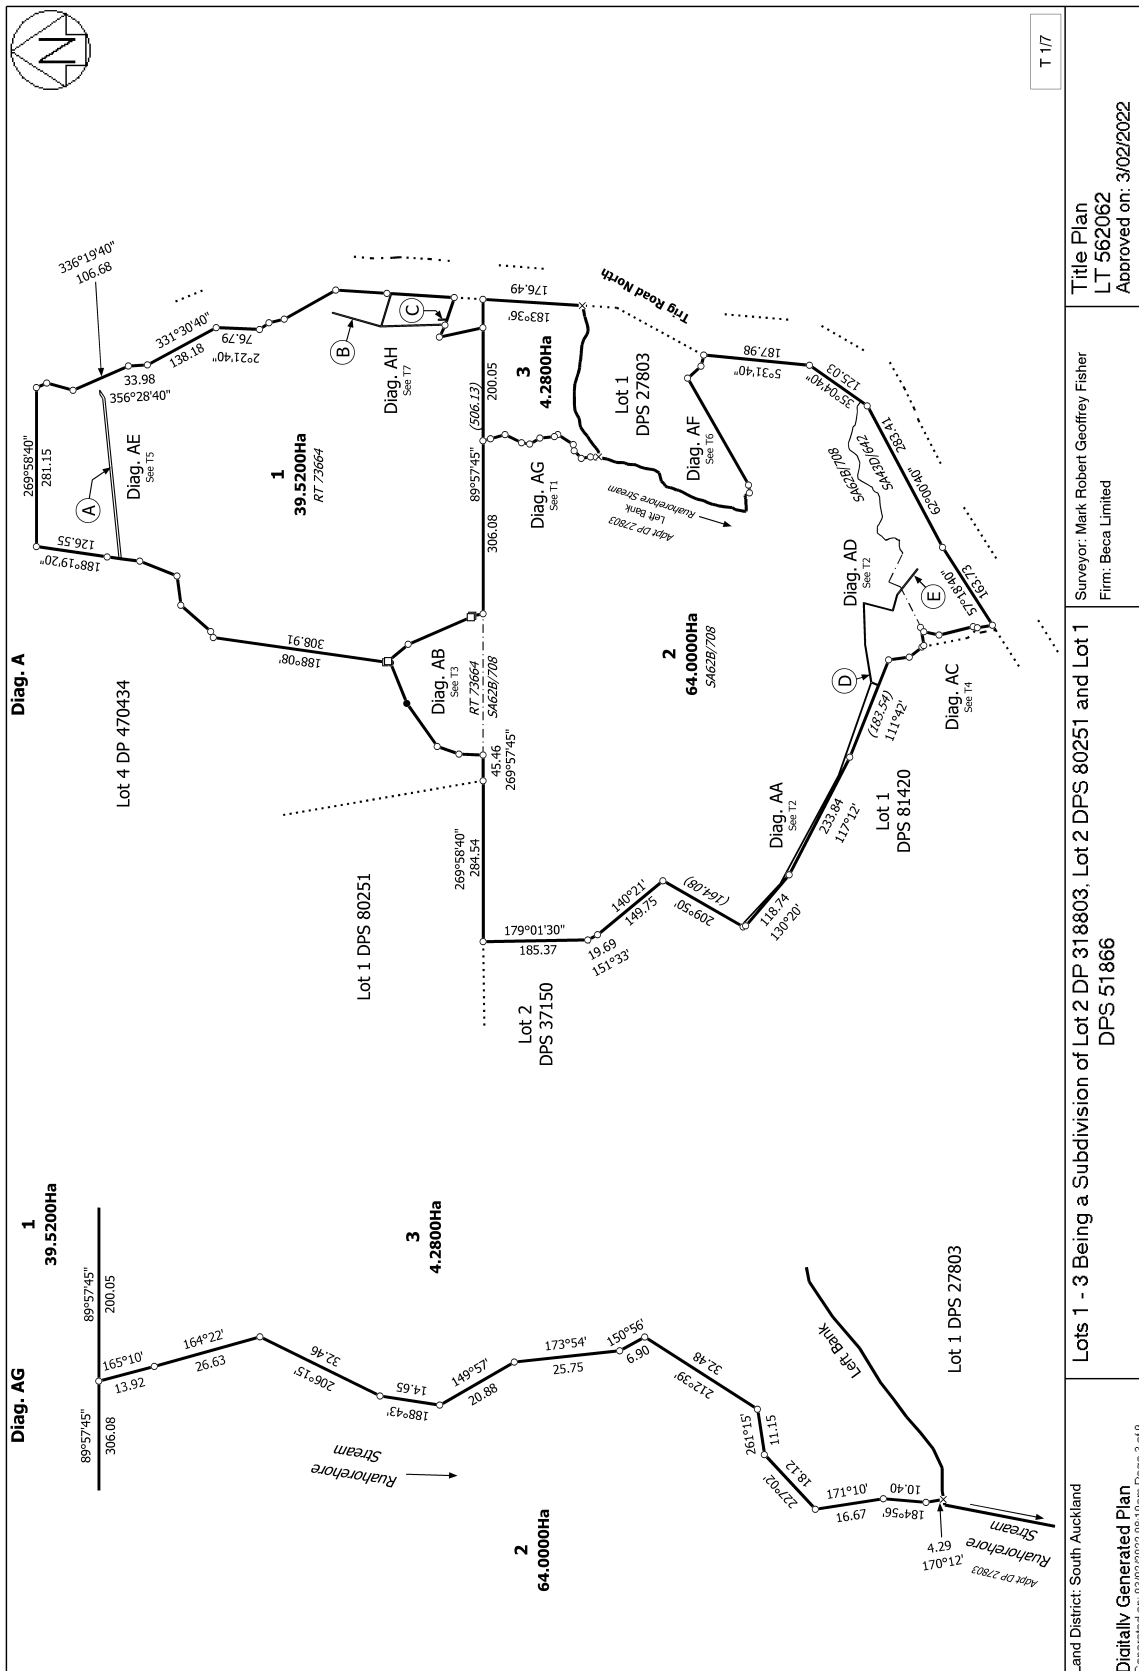 Diag. AG
1
39.5200Ha
89°57'45"
306.08
89°57'45"
200.05
165°10'
13.92
164°22'
26.63
206°15'
32.46
188°43'
14.65
149°57'
20.88
173°54'
25.75
150°56'
6.90
212°39'
32.48
261°15'
11.15
227°02'
18.12
171°10'
16.67
184°56'
10.40
4.29
170°12'
Ruahorehore
Stream
3
4.2800Ha
2
64.0000Ha
Left Bank
Lot 1 DPS 27803
Ruahorehore
Stream
Adpt DP 27803
Diag. A
N
Lot 4 DP 470434
Lot 1 DPS 80251
269°58'40"
281.15
336°19'40"
106.68
126.55
188°19'20"
A
Diag. AE
See T5
33.98
356°28'40"
331°30'40"
138.18
76.79
2°21'40"
B
Diag. AH
See T7
C
1
39.5200Ha
RT 73664
308.91
188°08'
Diag. AB
See T3
RT 73664
SA62B/708
45.46
269°57'45"
269°58'40"
284.54
89°57'45"
306.08
(506.13)
200.05
3
4.2800Ha
176.49
183°36'
Trig Road North
Diag. AG
See T1
Lot 1
DPS 27803
Adpt DP 27803
Left Bank
Ruahorehore Stream
Diag. AF
See T6
187.98
5°31'40"
125.03
35°04'40"
SA62B/708
SA43D/642
283.41
62°00'40"
163.73
57°18'40"
2
64.0000Ha
SA62B/708
Diag. AD
See T2
E
D
Diag. AC
See T4
(183.54)
111°42'
Diag. AA
See T2
233.84
117°12'
Lot 1
DPS 81420
118.74
130°20'
209°50'
(164.08)
140°21'
149.75
19.69
151°33'
179°01'30"
185.37
Lot 2
DPS 37150
T 1/7
Land District: South Auckland
Digitally Generated Plan
Lots 1 - 3 Being a Subdivision of Lot 2 DP 318803, Lot 2 DPS 80251 and Lot 1
DPS 51866
Surveyor: Mark Robert Geoffrey Fisher
Firm: Beca Limited
Title Plan
LT 562062
Approved on: 3/02/2022